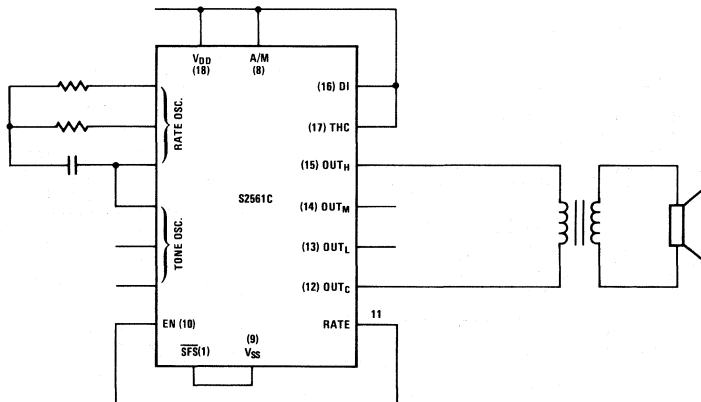 VDD
(18)
A/M
(8)
(16) DI
(17) THC
(15) OUTH
(14) OUTM
(13) OUTL
(12) OUTC
11
RATE
RATE OSC.
TONE OSC.
S2561C
EN (10)
SFS(1)
(9)
VSS